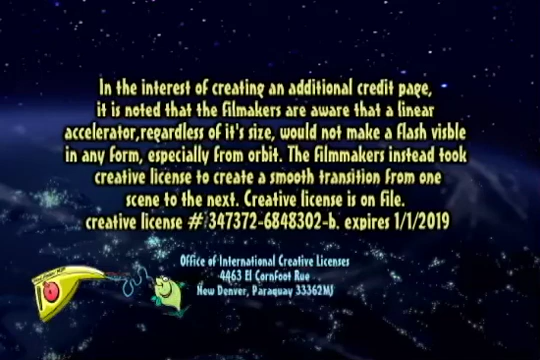 In the interest of creating an additional credit page,
it is noted that the filmakers are aware that a linear
accelerator,regardless of it's size, would not make a flash visble
in any form, especially from orbit. The filmmakers instead took
creative license to create a smooth transition from one
scene to the next. Creative license is on file.
creative license # 347372-6848302-b. expires 1/1/2019
Office of International Creative Licenses
4463 El Cornfoot Rue
New Denver, Paraquay 33362MJ